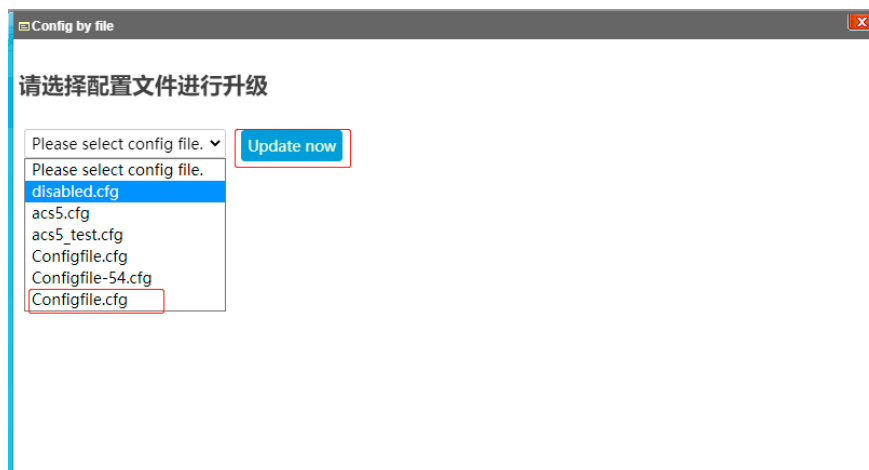 Config by file
请选择配置文件进行升级
Please select config file.
Update now
Please select config file.
disabled.cfg
acs5.cfg
acs5_test.cfg
Configfile.cfg
Configfile-54.cfg
Configfile.cfg